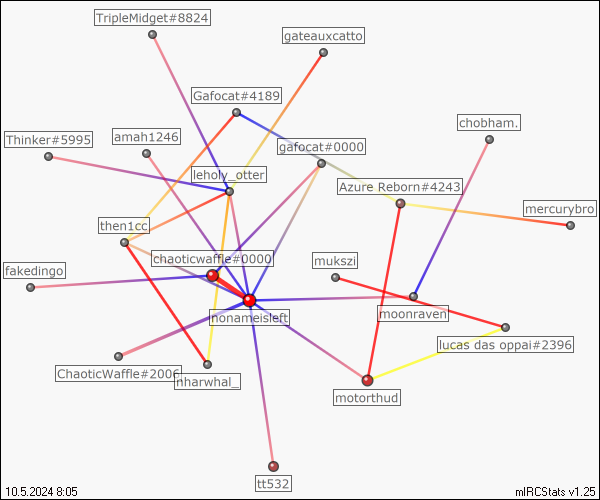 TripleMidget#8824
gateauxcatto
Gafocat#4189
chobham.
Thinker#5995
amah1246
gafocat#0000
leholy_otter
Azure Reborn#4243
mercurybro
then1cc
chaoticwaffle#0000
mukszi
fakedingo
nonameisleft
moonraven
lucas das oppai#2396
ChaoticWaffle#2006
nharwhal_
motorthud
tt532
10.5.2024 8:05
mIRCStats v1.25